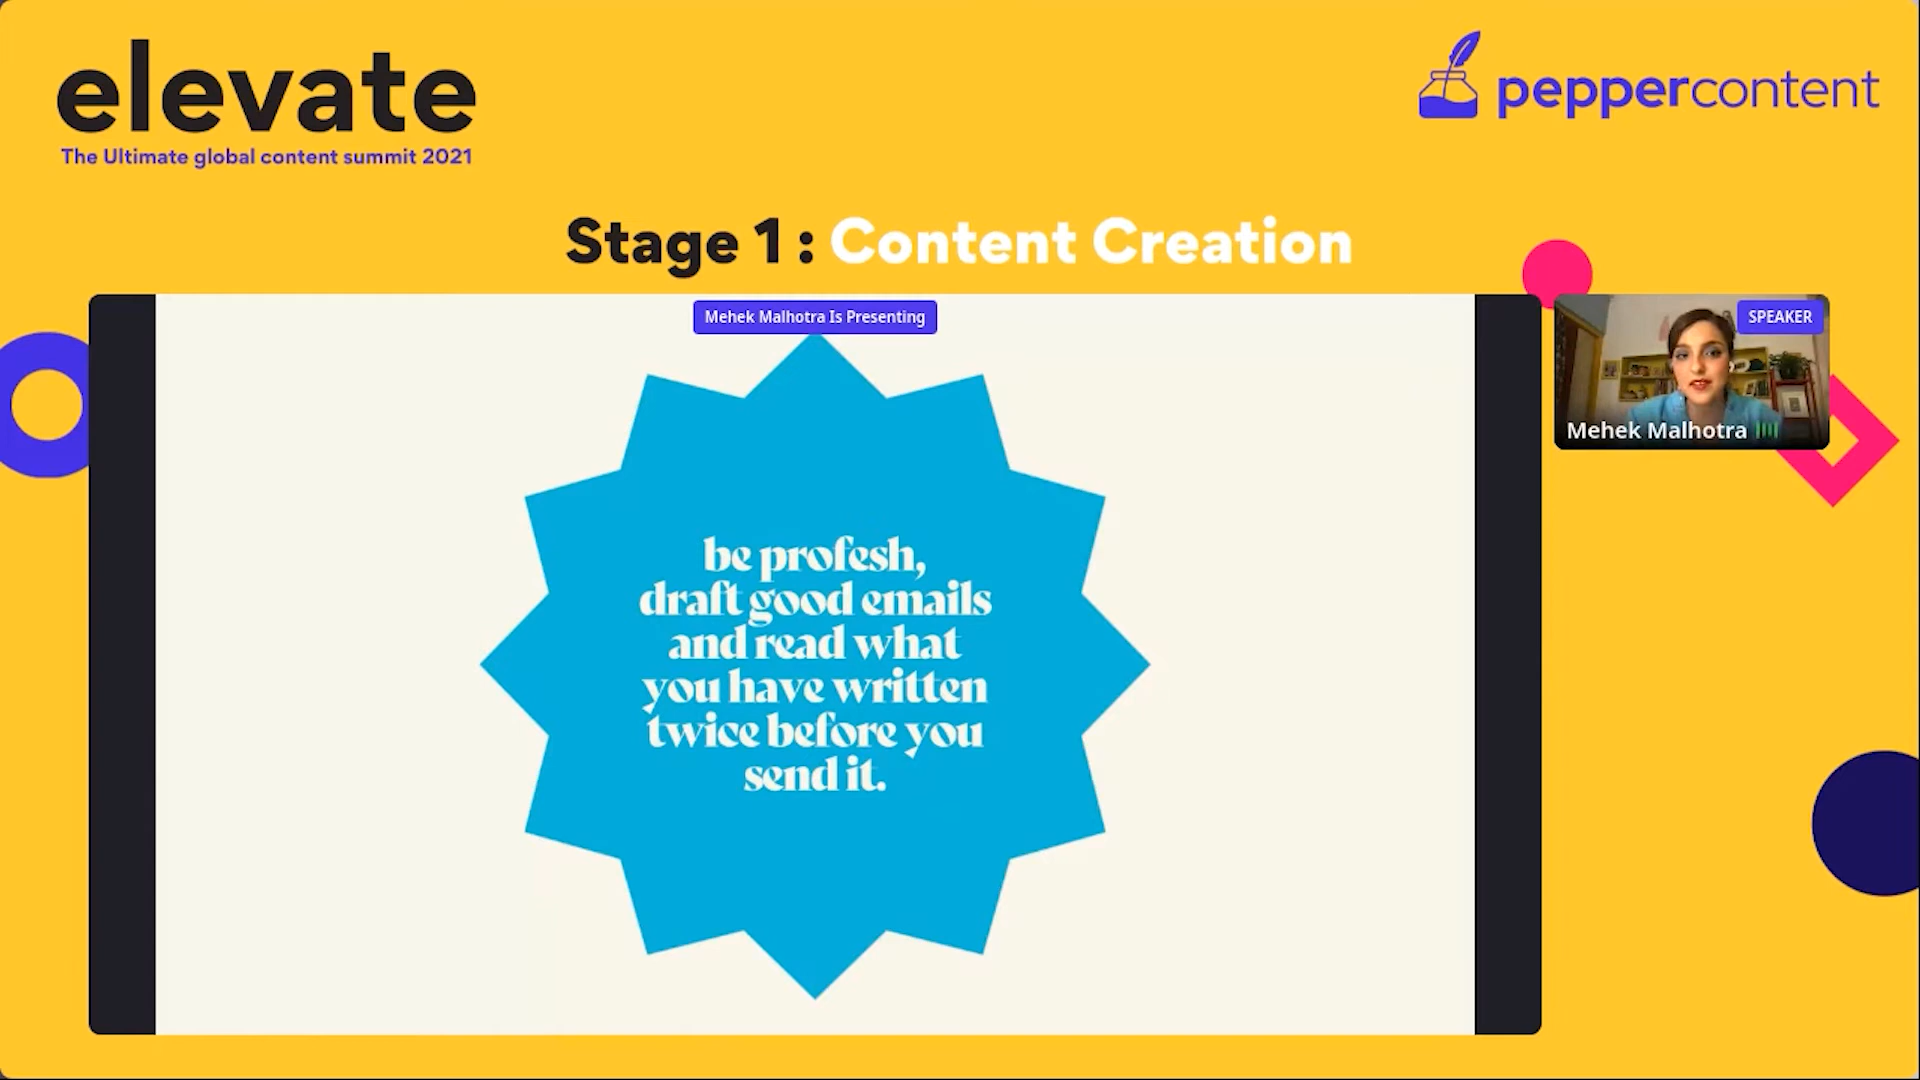 elevate
The Ultimate global content summit 2021
peppercontent
Stage 1 : Content Creation
Mehek Malhotra Is Presenting
SPEAKER
Mehek Malhotra
be profesh,
draft good emails
and read what
you have written
twice before you
send it.